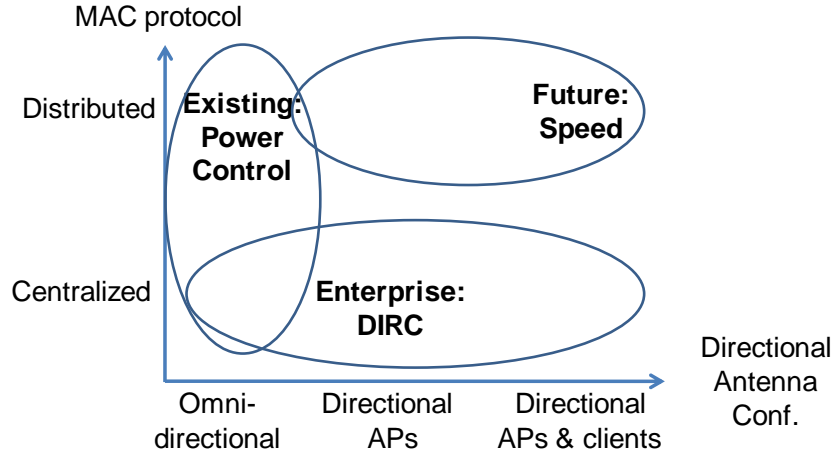 MAC protocol
Distributed
Existing:
Power
Control
Future:
Speed
Centralized
Enterprise:
DIRC
Directional
Antenna
Conf.
Omni-
directional
Directional
APs
Directional
APs & clients